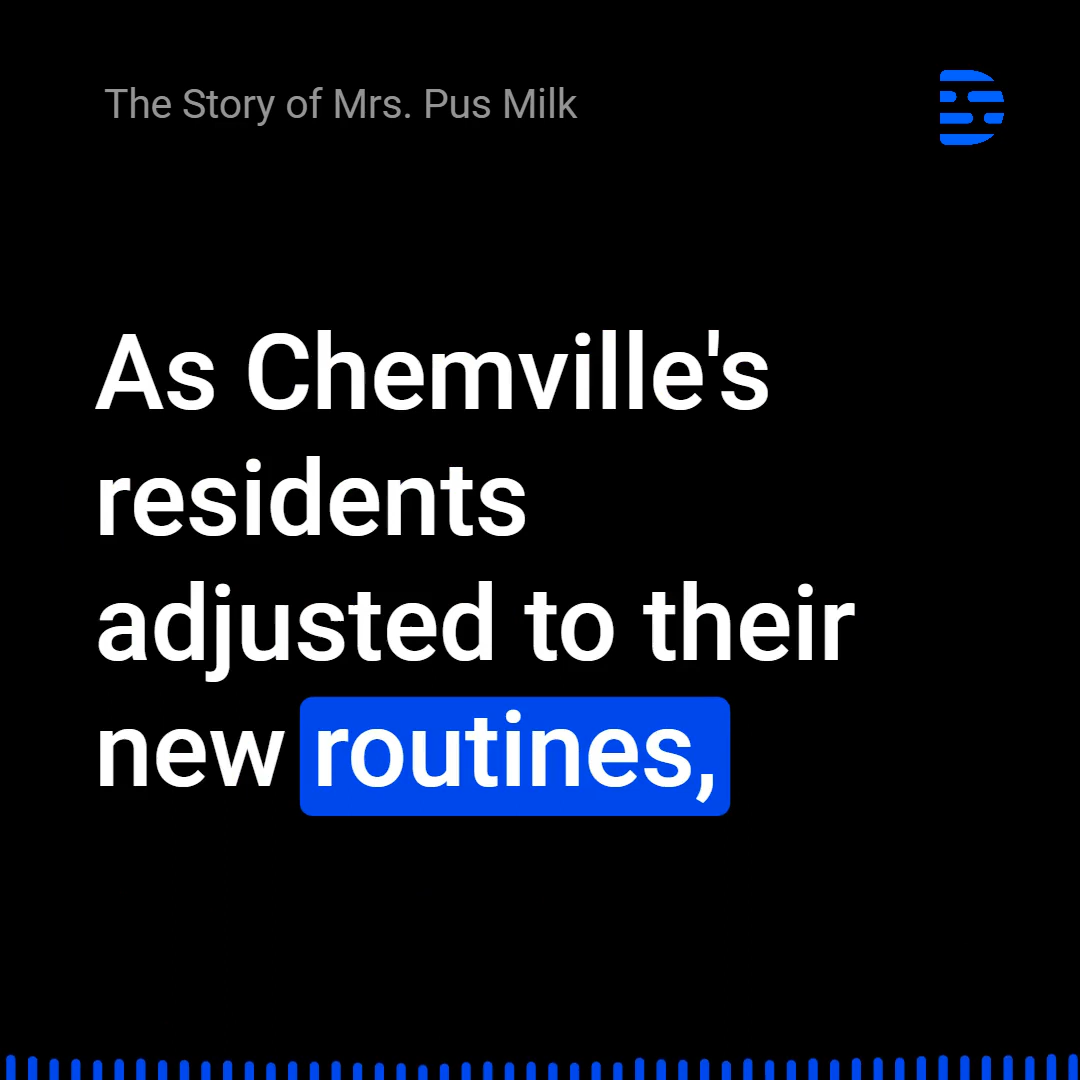 The Story of Mrs. Pus Milk
As Chemville's
residents
adjusted to their
new routines,